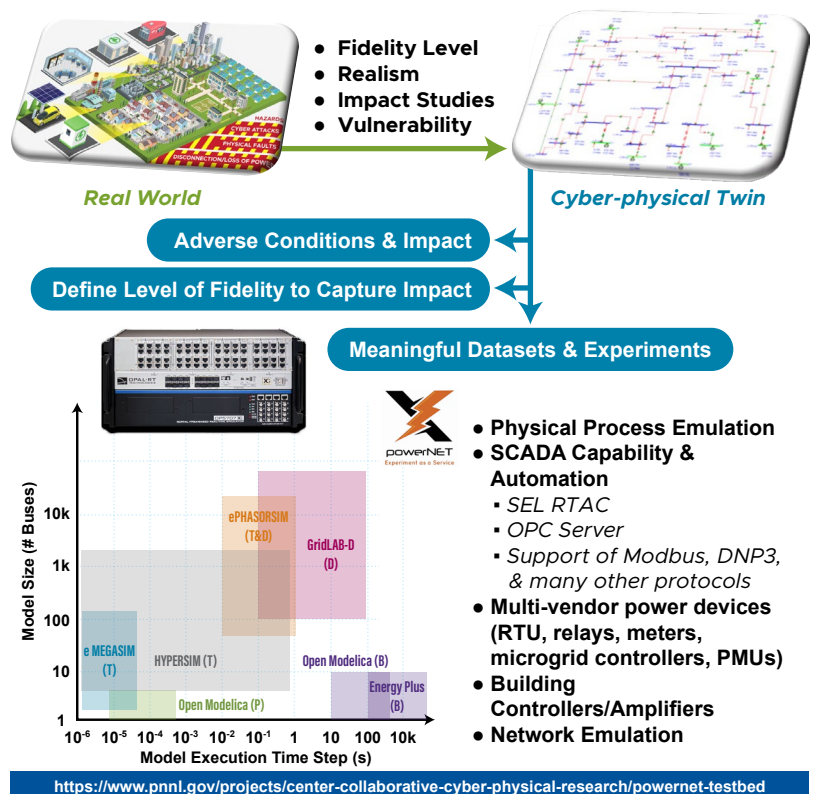 ● Fidelity Level
● Realism
● Impact Studies
● Vulnerability
HAZARDS
CYBER ATTACKS
PHYSICAL FAULTS
DISCONNECTION/LOSS OF POWER
Real World
Cyber-physical Twin
Adverse Conditions & Impact
Define Level of Fidelity to Capture Impact
Meaningful Datasets & Experiments
OPAL-RT
powerNET
Experiment as a Service
Model Size (# Buses)
10k
1k
100
10
1
ePHASORSIM
(T&D)
GridLAB-D
(D)
e MEGASIM
(T)
HYPERSIM (T)
Open Modelica (B)
Energy Plus
(B)
Open Modelica (P)
10⁻⁶ 10⁻⁵ 10⁻⁴ 10⁻³ 10⁻² 10⁻¹ 1 10 100 10k
Model Execution Time Step (s)
● Physical Process Emulation
● SCADA Capability &
Automation
▪ SEL RTAC
▪ OPC Server
▪ Support of Modbus, DNP3,
& many other protocols
● Multi-vendor power devices
(RTU, relays, meters,
microgrid controllers, PMUs)
● Building
Controllers/Amplifiers
● Network Emulation
https://www.pnnl.gov/projects/center-collaborative-cyber-physical-research/powernet-testbed